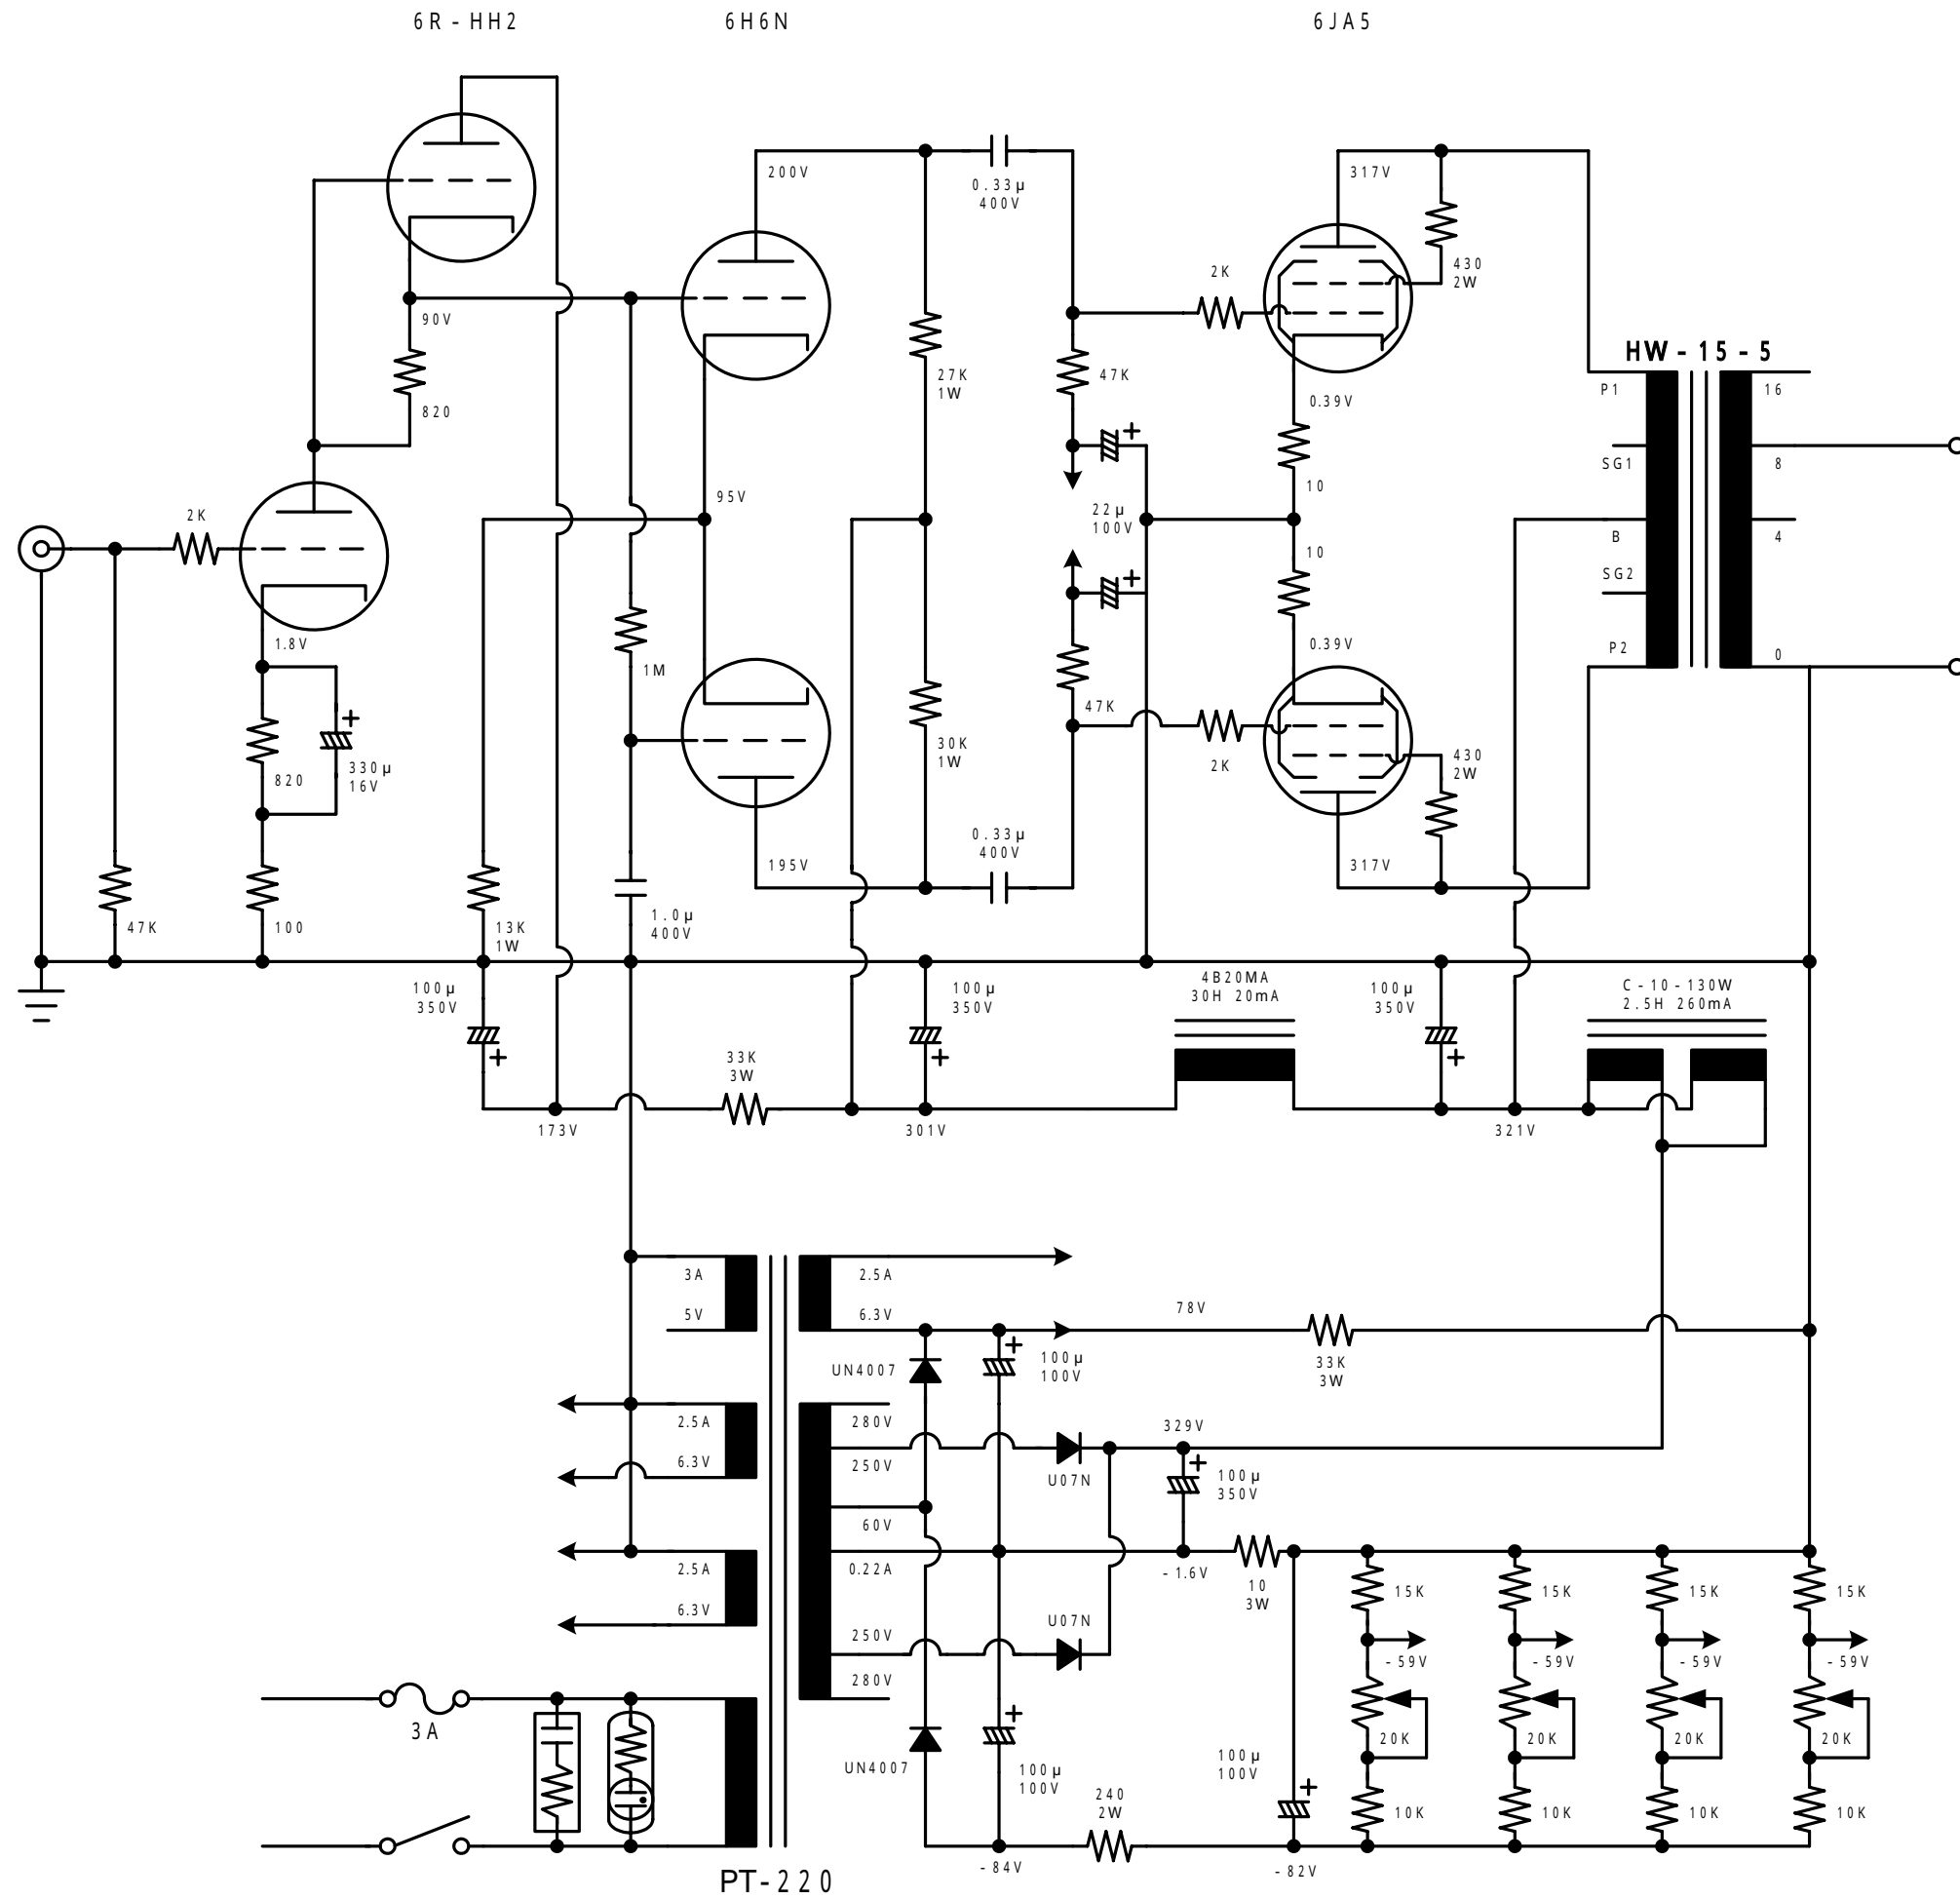 6R-HH2
6H6N
6JA5
200V
0.33μ
400V
317V
2K
430
2W
90V
820
27K
1W
47K
0.39V
HW-15-5
P1
16
SG1
8
10
95V
22μ
100V
2K
B
4
10
SG2
1.8V
0.39V
P2
0
1M
47K
820
330μ
16V
30K
1W
2K
430
2W
0.33μ
400V
195V
317V
47K
100
13K
1W
1.0μ
400V
100μ
350V
100μ
350V
4B20MA
30H 20mA
100μ
350V
C-10-130W
2.5H 260mA
33K
3W
173V
301V
321V
3A
5V
2.5A
6.3V
78V
UN4007
100μ
100V
33K
3W
2.5A
6.3V
280V
250V
329V
U07N
100μ
350V
60V
0.22A
2.5A
6.3V
-1.6V
10
3W
15K
15K
15K
15K
250V
280V
U07N
-59V
-59V
-59V
-59V
3A
20K
20K
20K
20K
UN4007
100μ
100V
100μ
100V
240
2W
10K
10K
10K
10K
-84V
-82V
PT-220